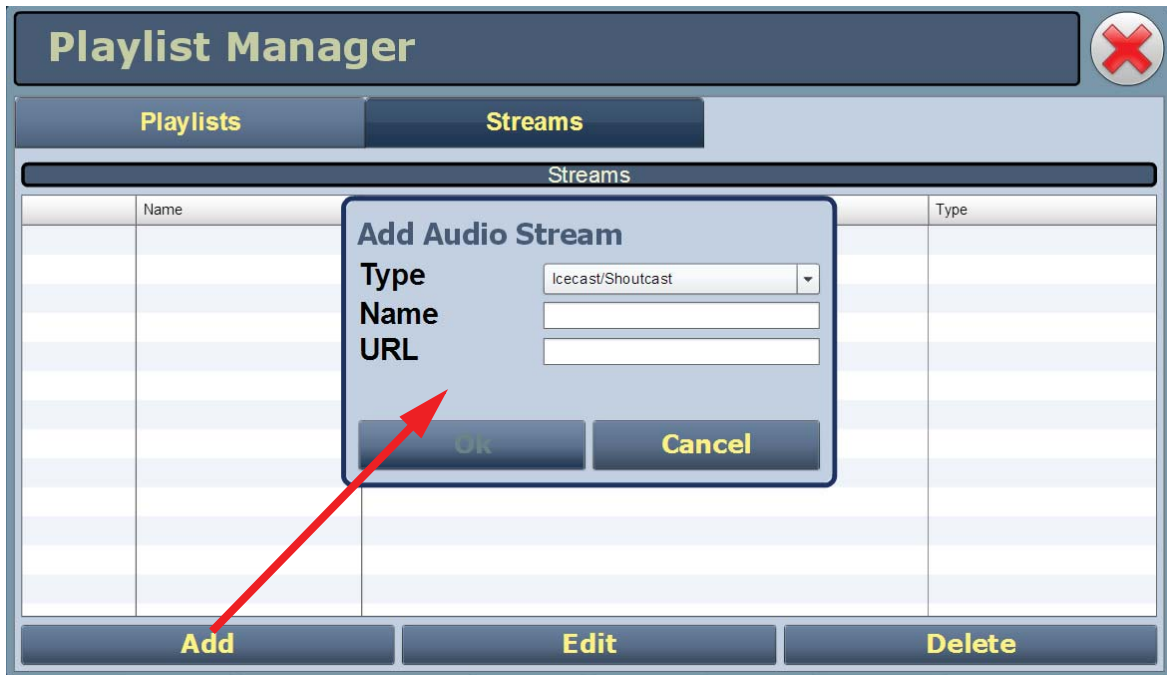 Playlist Manager
Playlists Streams
Streams
Name Type
Add Audio Stream
Type Icecast/Shoutcast
Name
URL
Ok Cancel
Add Edit Delete